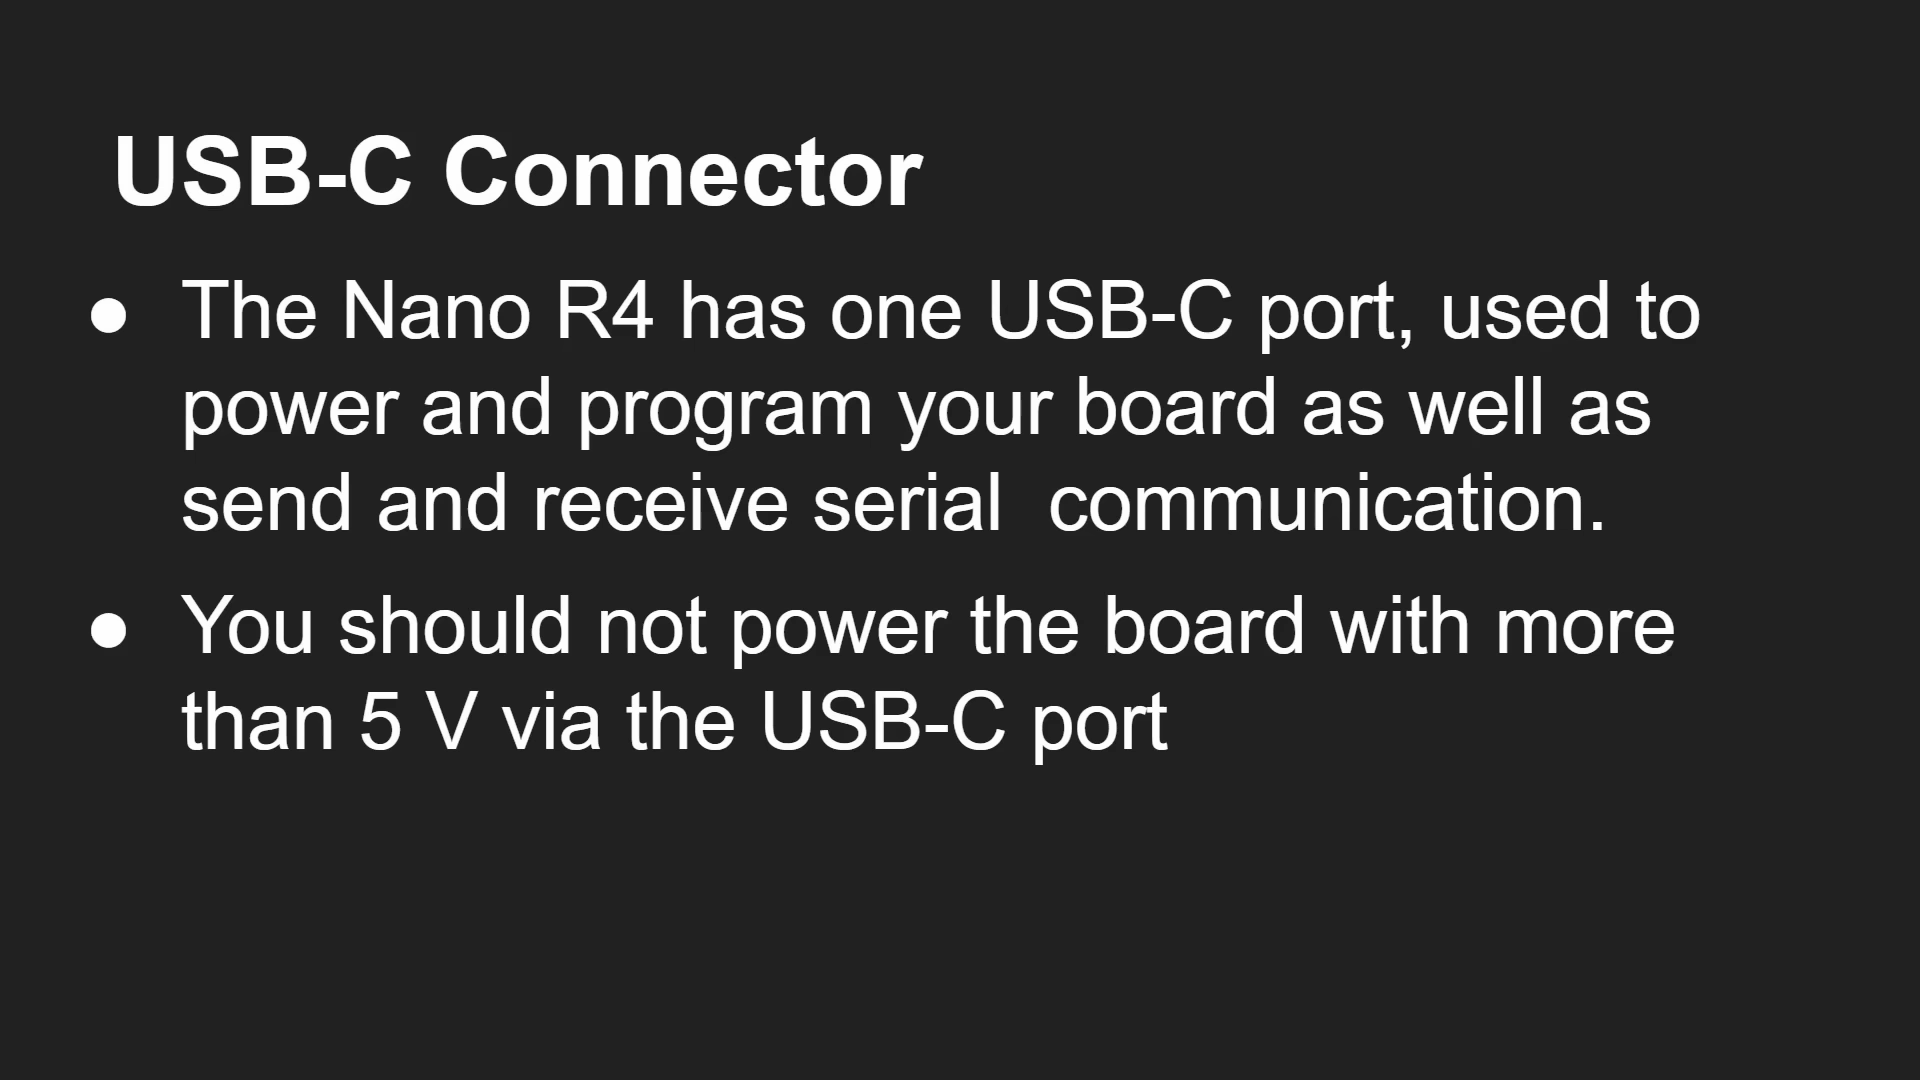 USB-C Connector
● The Nano R4 has one USB-C port, used to
power and program your board as well as
send and receive serial  communication.
● You should not power the board with more
than 5 V via the USB-C port